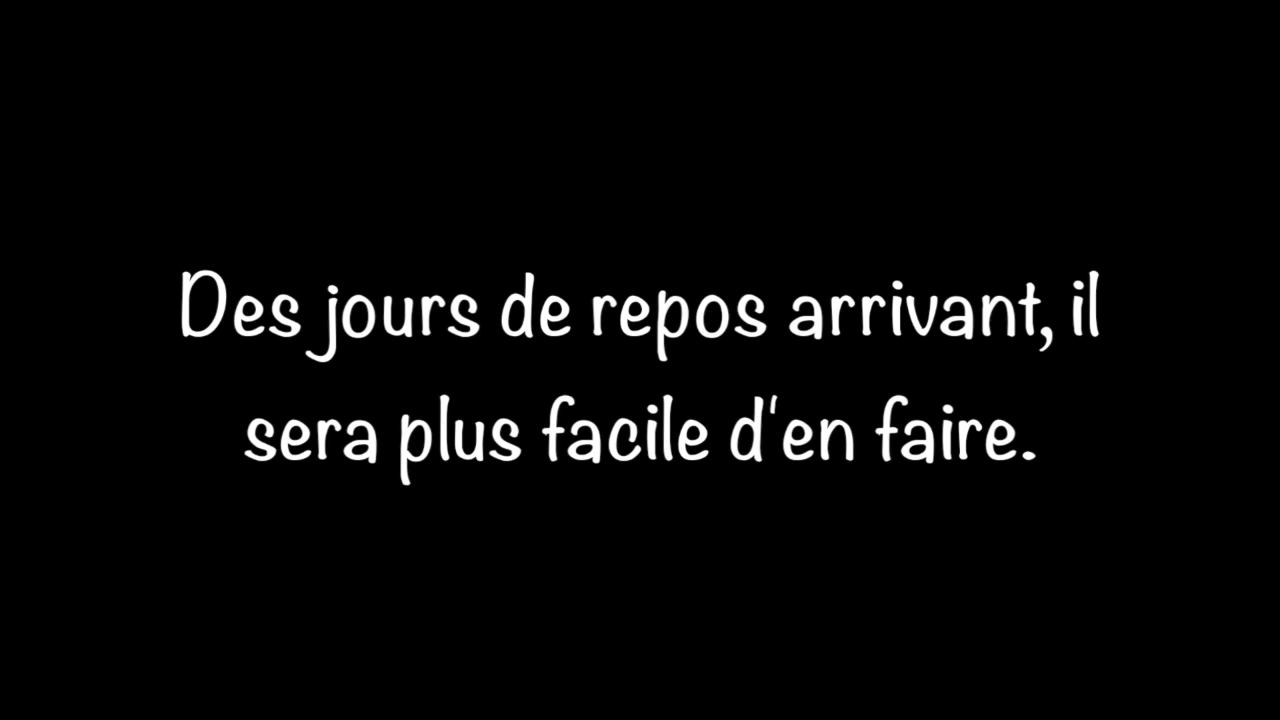 Des jours de repos arrivant, il
sera plus facile d'en faire.